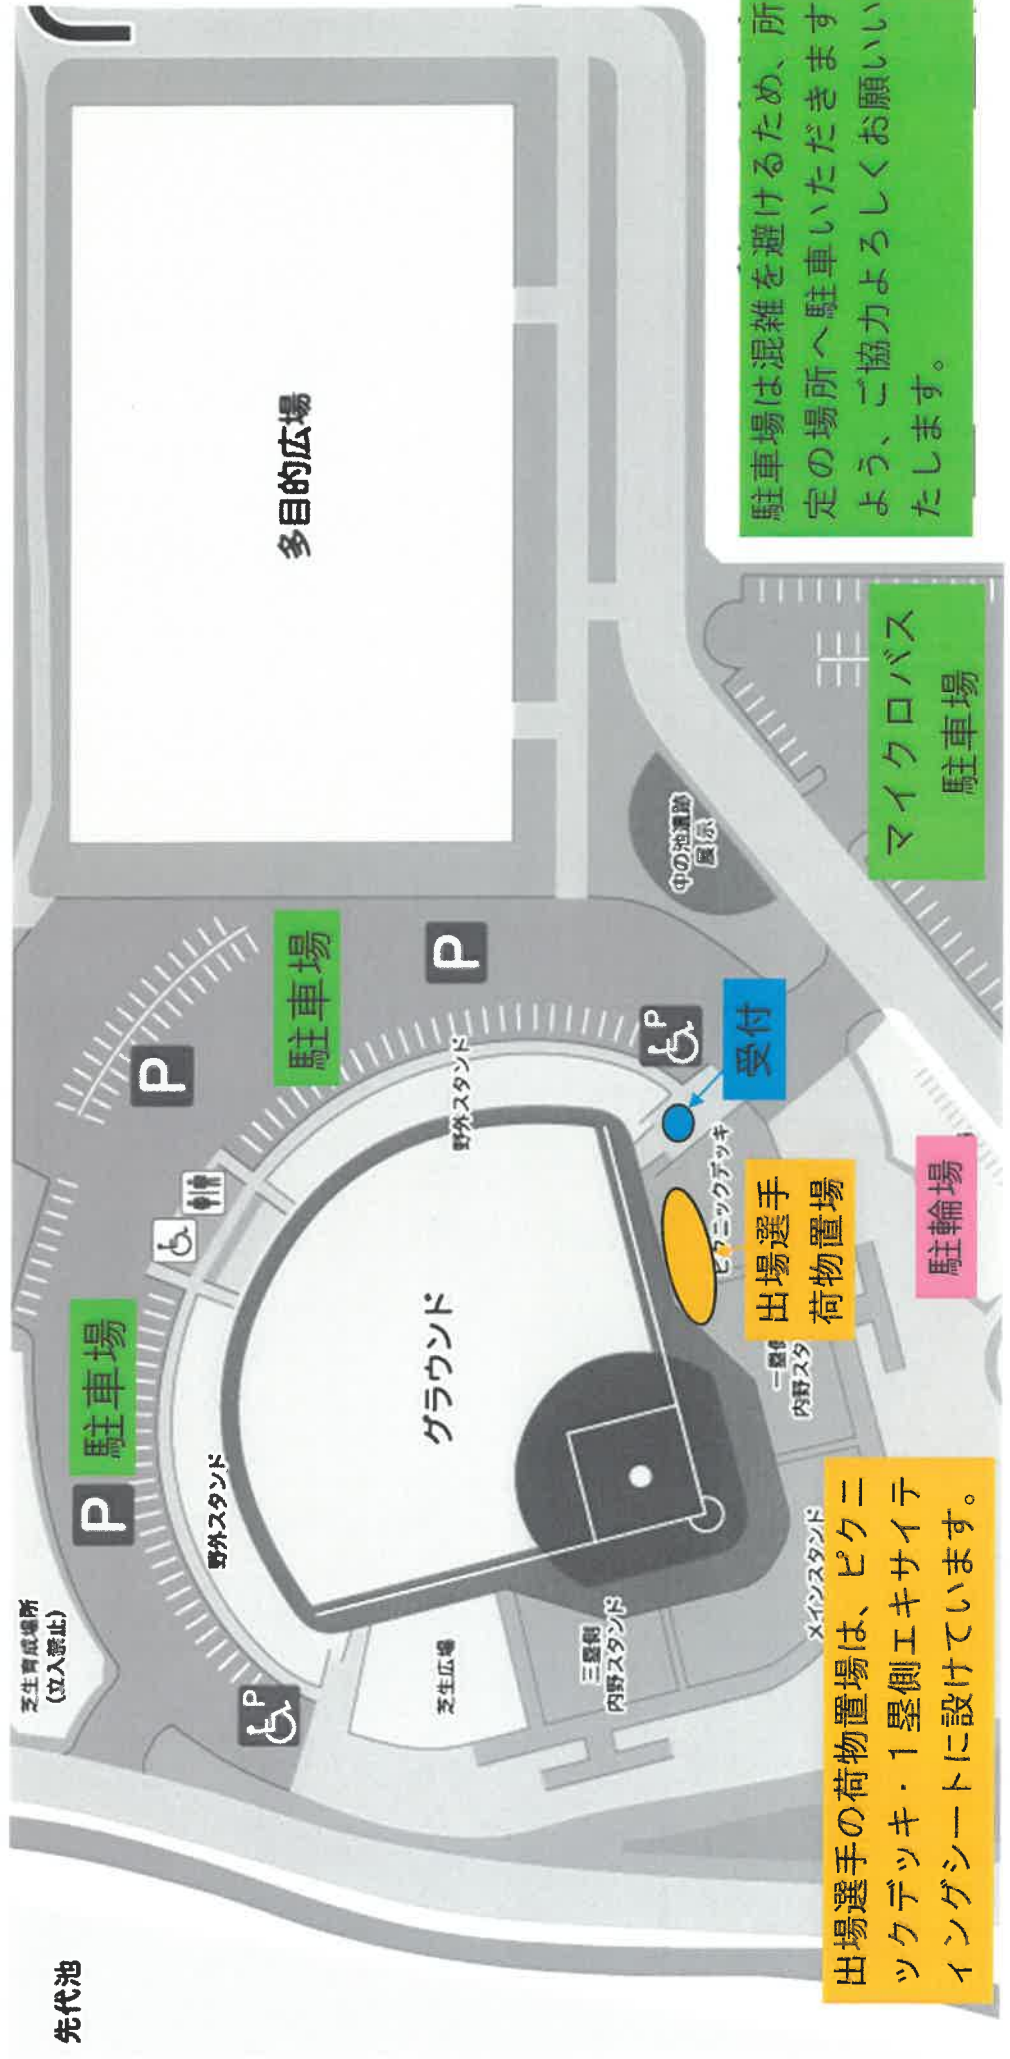 先代池
芝生育成場所
(立入禁止)
P
駐車場
P
P
野外スタンド
駐車場
P
P
野外スタンド
グラウンド
芝生広場
三塁側
内野スタンド
メインスタンド
一塁側
内野スタ
ピクニックデッキ
受付
出場選手
荷物置場
駐輪場
多目的広場
中の池遺跡
展示
マイクロバス
駐車場
駐車場は混雑を避けるため、所
定の場所へ駐車いただきます
よう、ご協力よろしくお願いい
たします。
出場選手の荷物置場は、ピクニ
ックデッキ・1塁側エキサイテ
ィングシートに設けています。